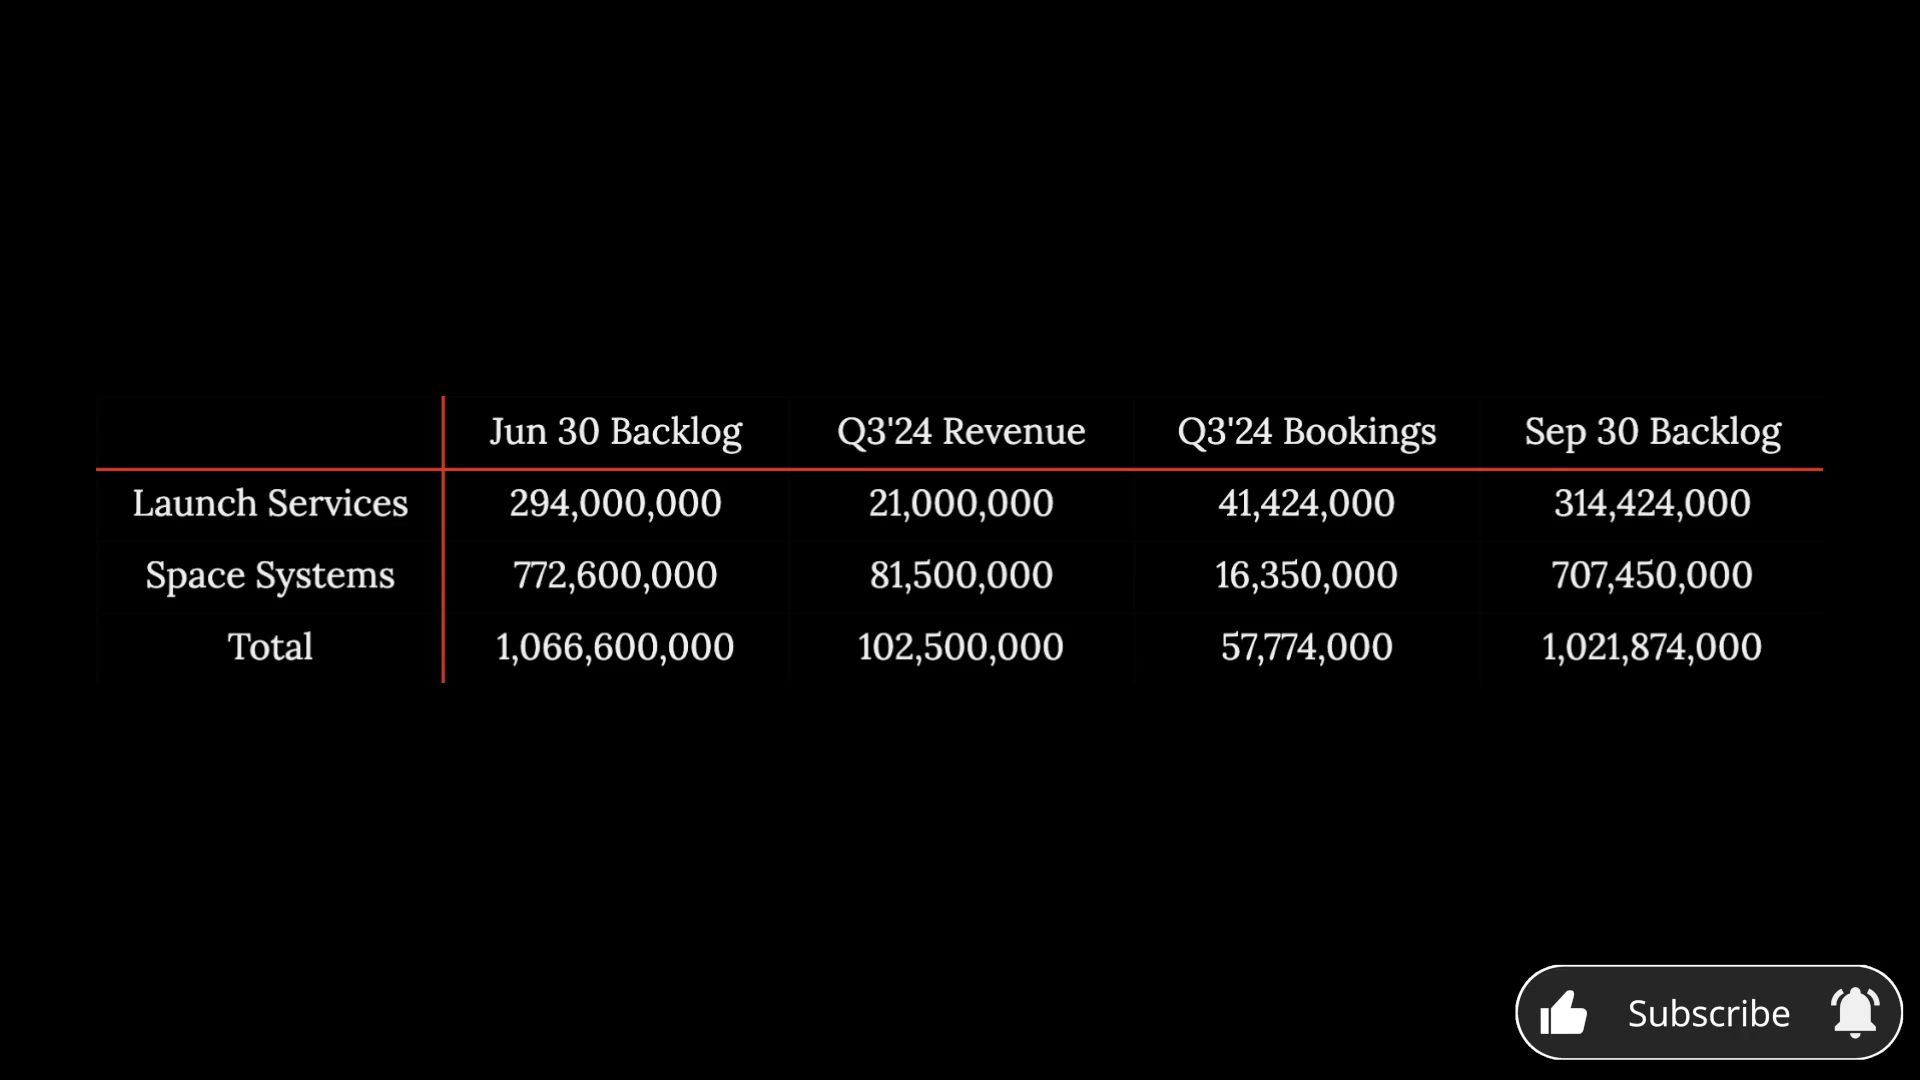 Jun 30 Backlog Q3'24 Revenue Q3'24 Bookings Sep 30 Backlog
Launch Services 294,000,000 21,000,000 41,424,000 314,424,000
Space Systems 772,600,000 81,500,000 16,350,000 707,450,000
Total 1,066,600,000 102,500,000 57,774,000 1,021,874,000
Subscribe